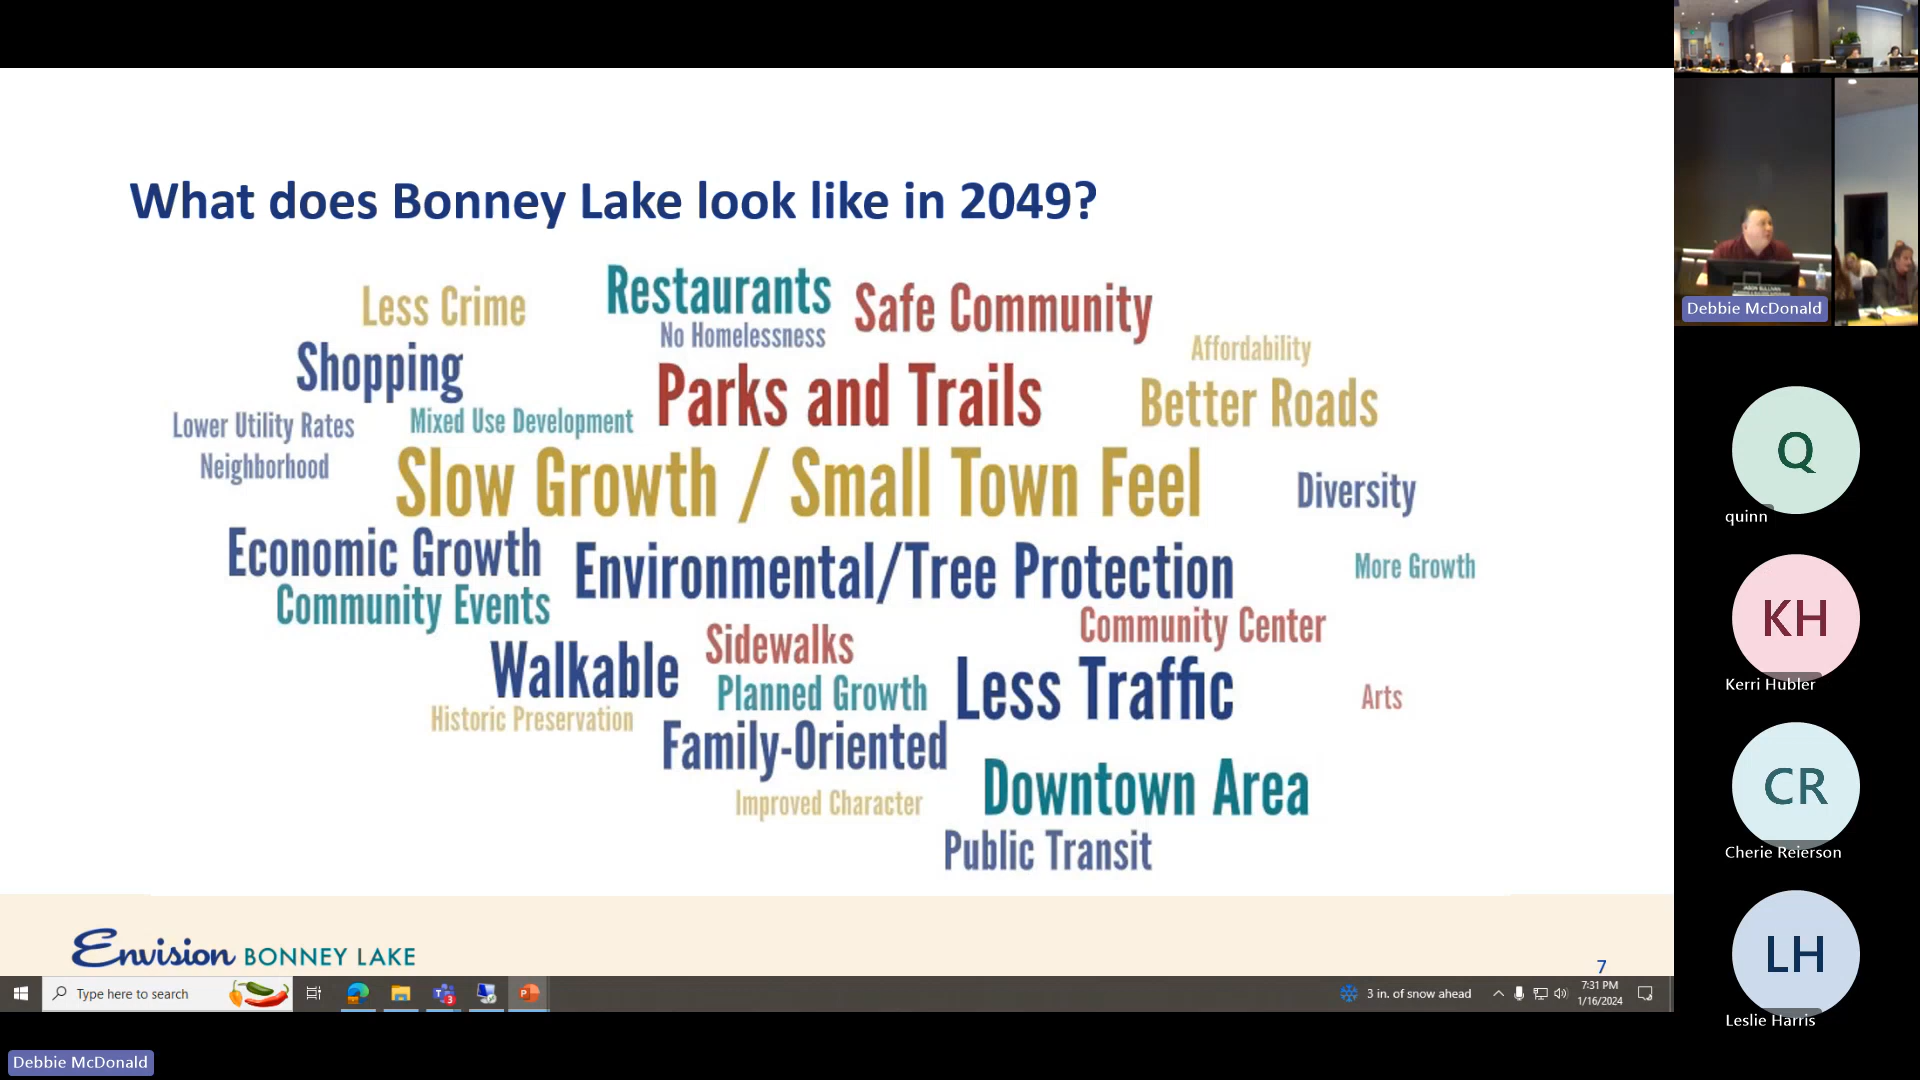 What does Bonney Lake look like in 2049?
Less Crime
Restaurants
Safe Community
No Homelessness
Shopping
Affordability
Parks and Trails
Better Roads
Lower Utility Rates
Mixed Use Development
Neighborhood
Slow Growth / Small Town Feel
Diversity
Economic Growth
Environmental/Tree Protection
More Growth
Community Events
Community Center
Sidewalks
Walkable
Planned Growth
Less Traffic
Arts
Historic Preservation
Family-Oriented
Downtown Area
Improved Character
Public Transit
Envision BONNEY LAKE
7
Type here to search
3
3 in. of snow ahead
7:31 PM
1/16/2024
Debbie McDonald
JASON SULLIVAN
Debbie McDonald
Q
quinn
KH
Kerri Hubler
CR
Cherie Reierson
LH
Leslie Harris